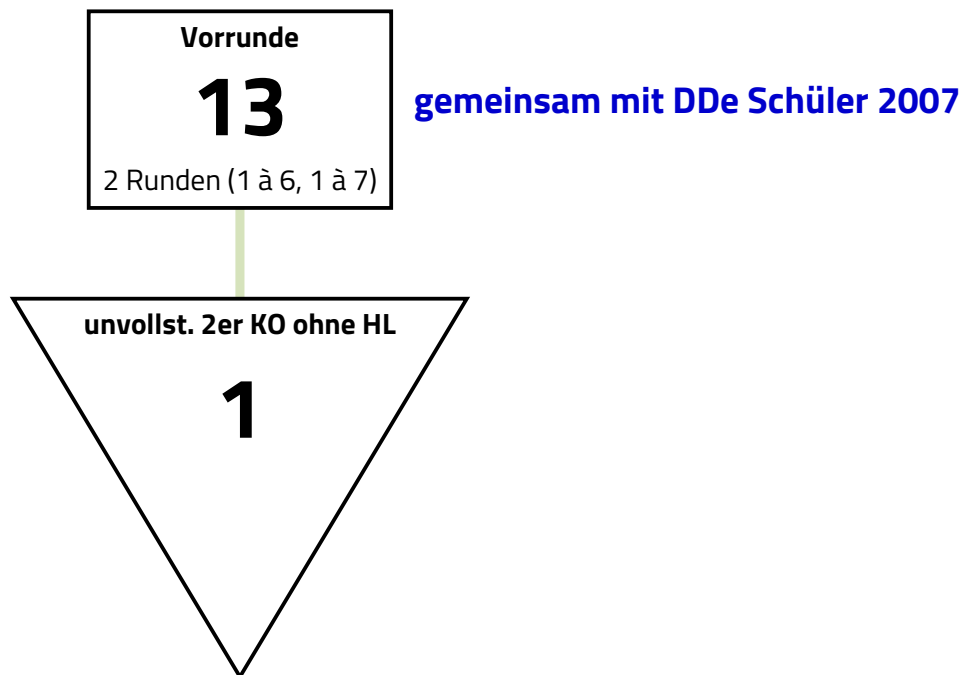 Vorrunde
13
gemeinsam mit DDe Schüler 2007
2 Runden (1 à 6, 1 à 7)
unvollst. 2er KO ohne HL
1